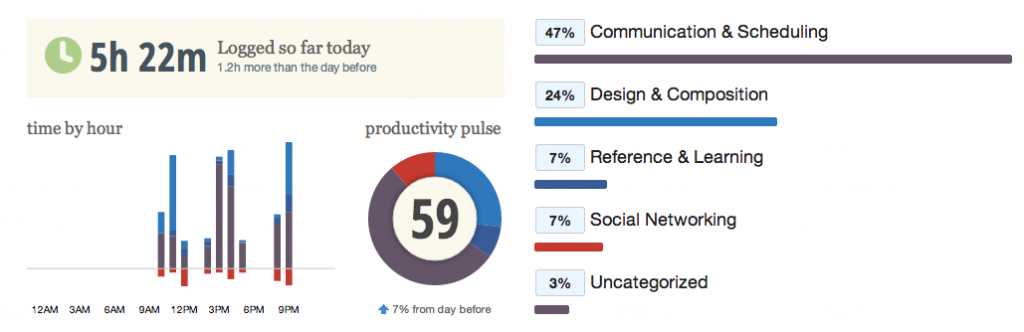 5h 22m
Logged so far today
1.2h more than the day before
time by hour
12AM 3AM 6AM 9AM 12PM 3PM 6PM 9PM
productivity pulse
59
7% from day before
47% Communication & Scheduling
24% Design & Composition
7% Reference & Learning
7% Social Networking
3% Uncategorized